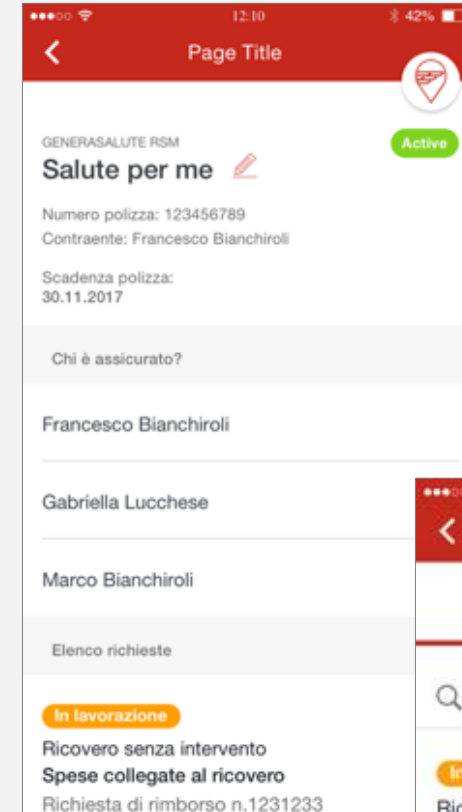 12:10
42%
Page Title
GENERASALUTE RSM
Active
Salute per me
Numero polizza: 123456789
Contraente: Francesco Bianchiroli
Scadenza polizza:
30.11.2017
Chi è assicurato?
Francesco Bianchiroli
Gabriella Lucchese
Marco Bianchiroli
Elenco richieste
In lavorazione
Ricovero senza intervento
Spese collegate al ricovero
Richiesta di rimborso n.1231233